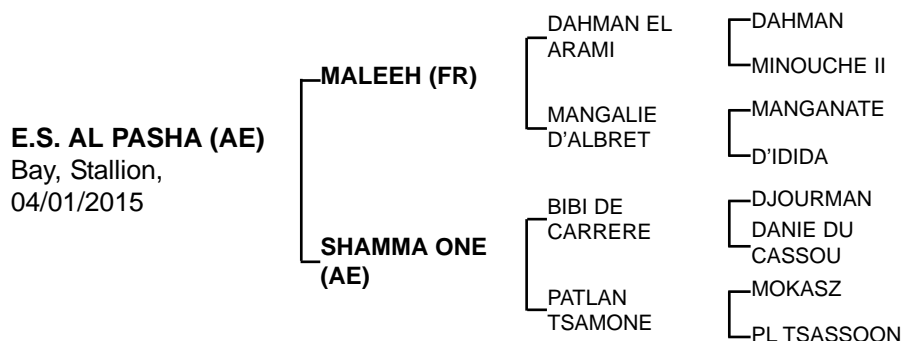 E.S. AL PASHA (AE)
Bay, Stallion,
04/01/2015
MALEEH (FR)
SHAMMA ONE
(AE)
DAHMAN EL
ARAMI
MANGALIE
D'ALBRET
BIBI DE
CARRERE
PATLAN
TSAMONE
DAHMAN
MINOUCHE II
MANGANATE
D'IDIDA
DJOURMAN
DANIE DU
CASSOU
MOKASZ
PL TSASSOON